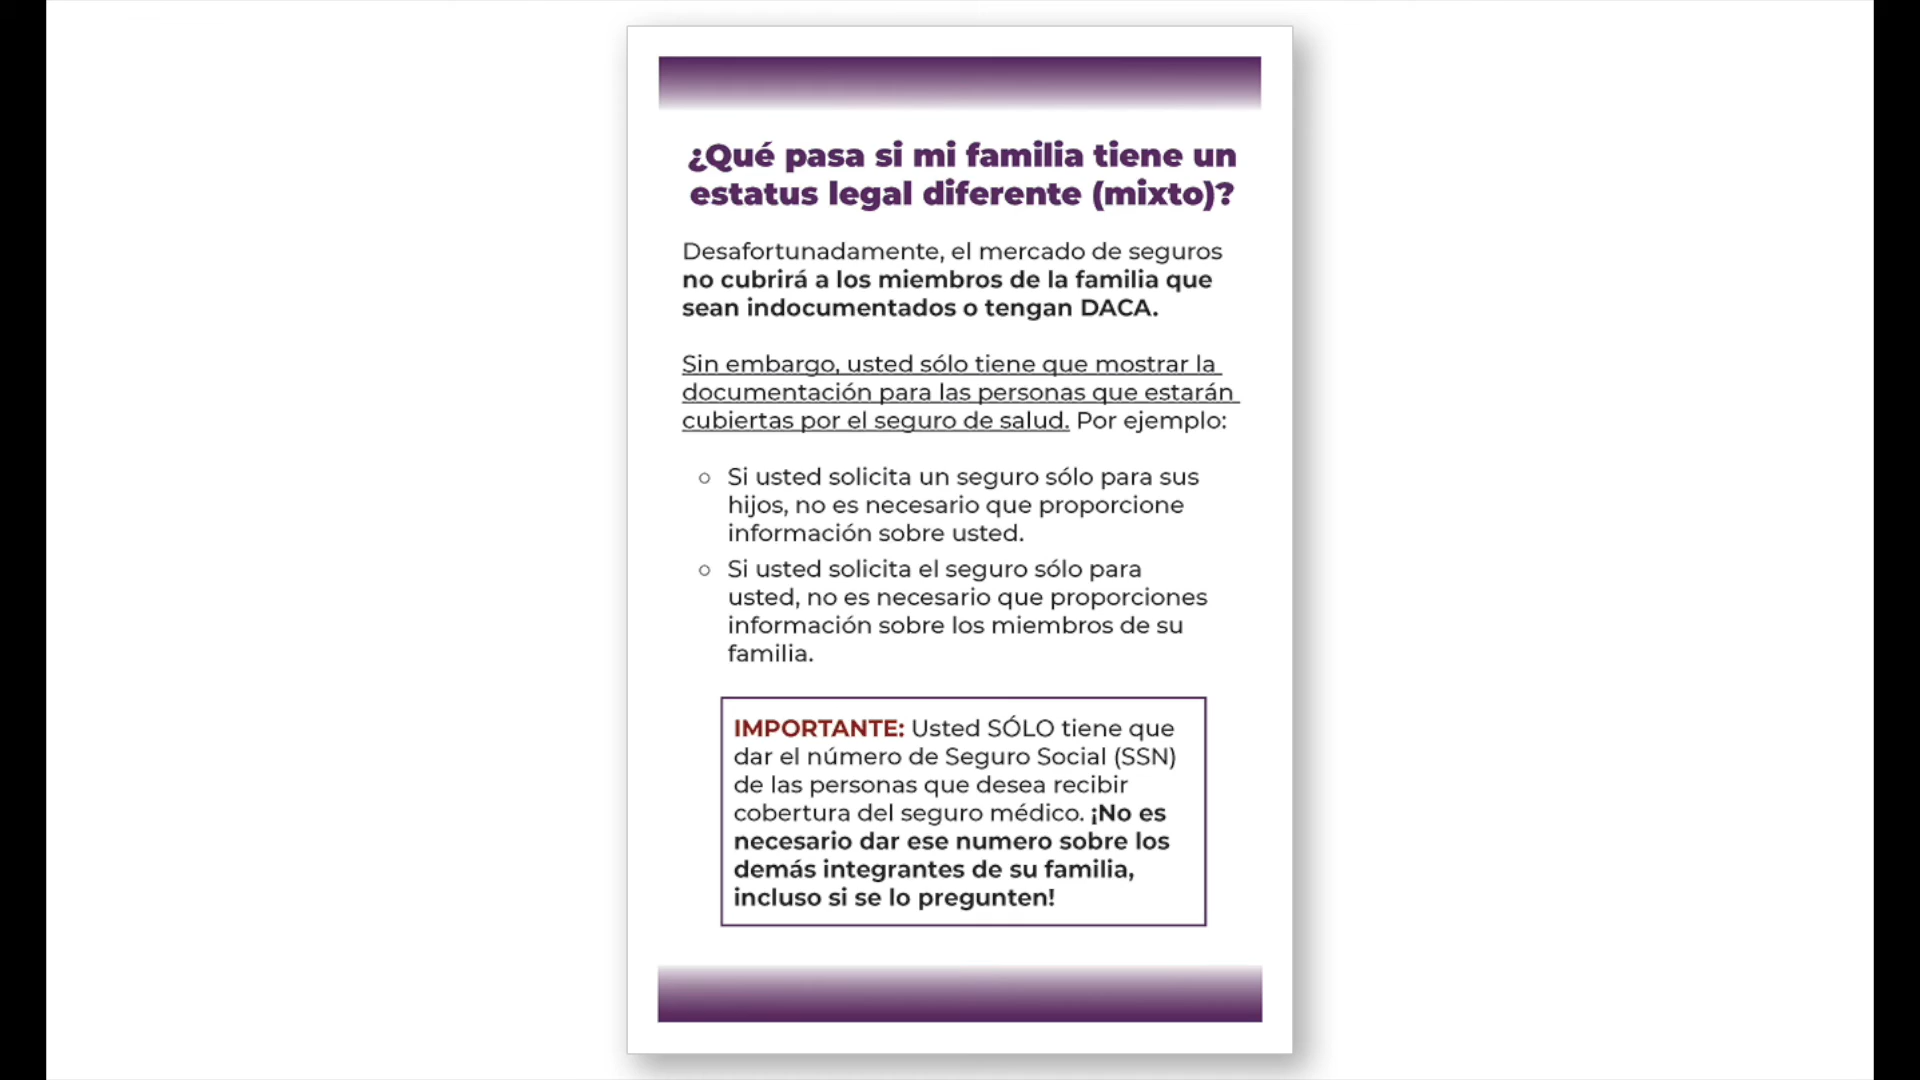 ¿Qué pasa si mi familia tiene un
estatus legal diferente (mixto)?
Desafortunadamente, el mercado de seguros
no cubrirá a los miembros de la familia que
sean indocumentados o tengan DACA.
Sin embargo, usted sólo tiene que mostrar la
documentación para las personas que estarán
cubiertas por el seguro de salud. Por ejemplo:
Si usted solicita un seguro sólo para sus
hijos, no es necesario que proporcione
información sobre usted.
Si usted solicita el seguro sólo para
usted, no es necesario que proporciones
información sobre los miembros de su
familia.
IMPORTANTE: Usted SÓLO tiene que
dar el número de Seguro Social (SSN)
de las personas que desea recibir
cobertura del seguro médico. ¡No es
necesario dar ese numero sobre los
demás integrantes de su familia,
incluso si se lo pregunten!